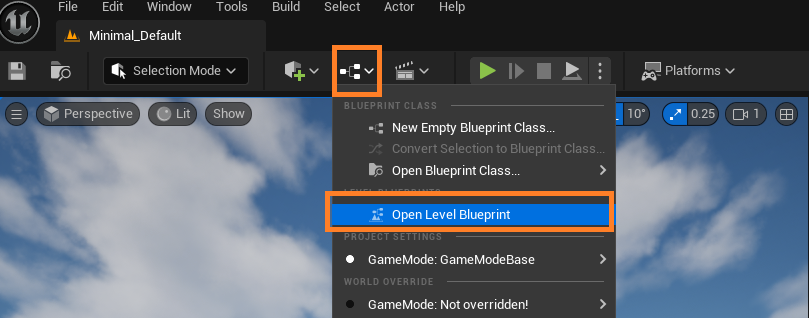 File Edit Window Tools Build Select Actor Help
Minimal_Default
Selection Mode Platforms
Perspective Lit Show 10° 0.25 1
BLUEPRINT CLASS
New Empty Blueprint Class...
Convert Selection to Blueprint Class...
Open Blueprint Class...
LEVEL BLUEPRINTS
Open Level Blueprint
PROJECT SETTINGS
GameMode: GameModeBase
WORLD OVERRIDE
GameMode: Not overridden!